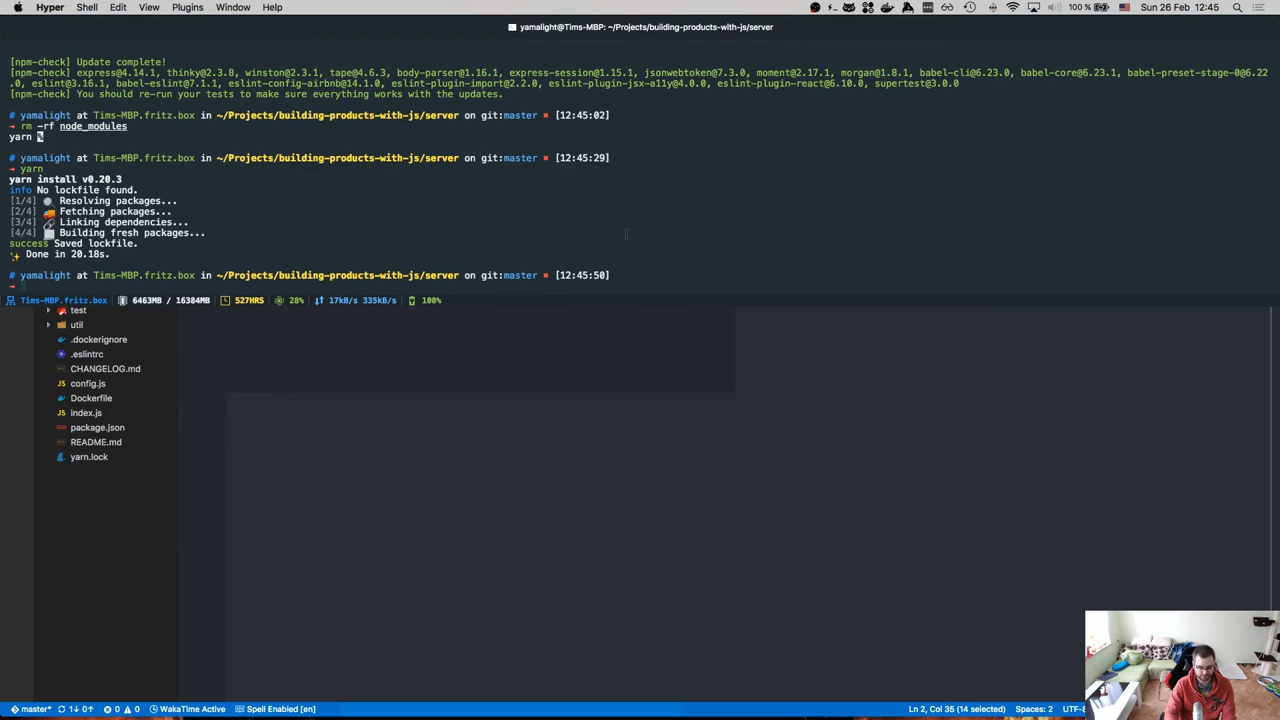 Hyper Shell Edit View Plugins Window Help 100 % Sun 26 Feb 12:45
yamalight@Tims-MBP: ~/Projects/building-products-with-js/server
[npm-check] Update complete!
[npm-check] express@4.14.1, thinky@2.3.8, winston@2.3.1, tape@4.6.3, body-parser@1.16.1, express-session@1.15.1, jsonwebtoken@7.3.0, moment@2.17.1, morgan@1.8.1, babel-cli@6.23.0, babel-core@6.23.1, babel-preset-stage-0@6.22
.0, eslint@3.16.1, babel-eslint@7.1.1, eslint-config-airbnb@14.1.0, eslint-plugin-import@2.2.0, eslint-plugin-jsx-a11y@4.0.0, eslint-plugin-react@6.10.0, supertest@3.0.0
[npm-check] You should re-run your tests to make sure everything works with the updates.
# yamalight at Tims-MBP.fritz.box in ~/Projects/building-products-with-js/server on git:master ✖ [12:45:02]
→ rm -rf node_modules
yarn %
# yamalight at Tims-MBP.fritz.box in ~/Projects/building-products-with-js/server on git:master ✖ [12:45:29]
→ yarn
yarn install v0.20.3
info No lockfile found.
[1/4] 🔍 Resolving packages...
[2/4] 🚚 Fetching packages...
[3/4] 🔗 Linking dependencies...
[4/4] 📃 Building fresh packages...
success Saved lockfile.
✨ Done in 20.18s.
# yamalight at Tims-MBP.fritz.box in ~/Projects/building-products-with-js/server on git:master ✖ [12:45:50]
→
Tims-MBP.fritz.box 6463MB / 16384MB 527HRS 28% 17kB/s 335kB/s 100%
test
util
.dockerignore
.eslintrc
CHANGELOG.md
JS config.js
Dockerfile
JS index.js
package.json
README.md
yarn.lock
master* 1↓ 0↑ 0 0 WakaTime Active Spell Enabled [en] Ln 2, Col 35 (14 selected) Spaces: 2 UTF-8